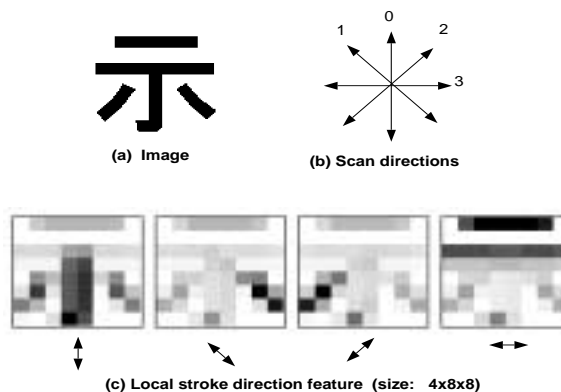 示
0
1
2
3
(a) Image
(b) Scan directions
(c) Local stroke direction feature (size: 4x8x8)